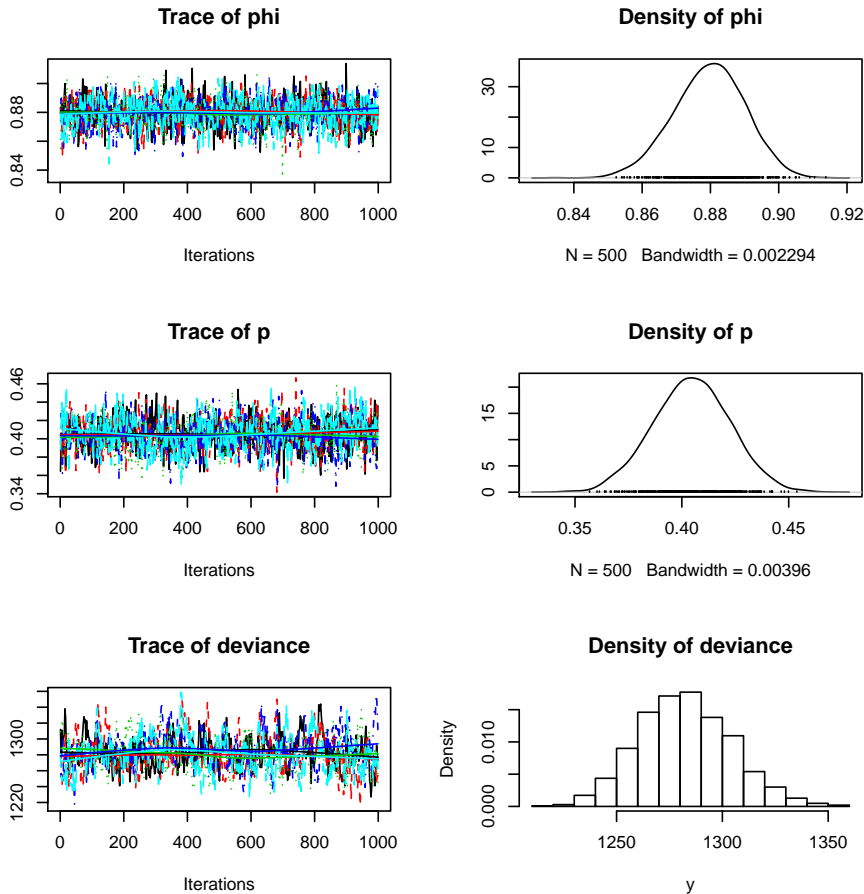 Trace of phi
0.84 0.88
0 200 400 600 800 1000
Iterations
Density of phi
0 10 30
0.84 0.86 0.88 0.90 0.92
N = 500 Bandwidth = 0.002294
Trace of p
0.34 0.40 0.46
0 200 400 600 800 1000
Iterations
Density of p
0 5 15
0.35 0.40 0.45
N = 500 Bandwidth = 0.00396
Trace of deviance
1220 1300
0 200 400 600 800 1000
Iterations
Density of deviance
Density
0.000 0.010
1250 1300 1350
y